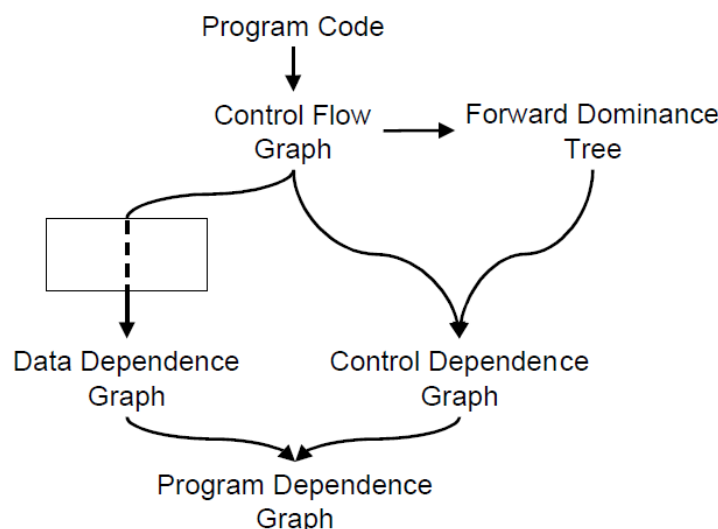 Program Code
Control Flow
Graph
Forward Dominance
Tree
Data Dependence
Graph
Control Dependence
Graph
Program Dependence
Graph